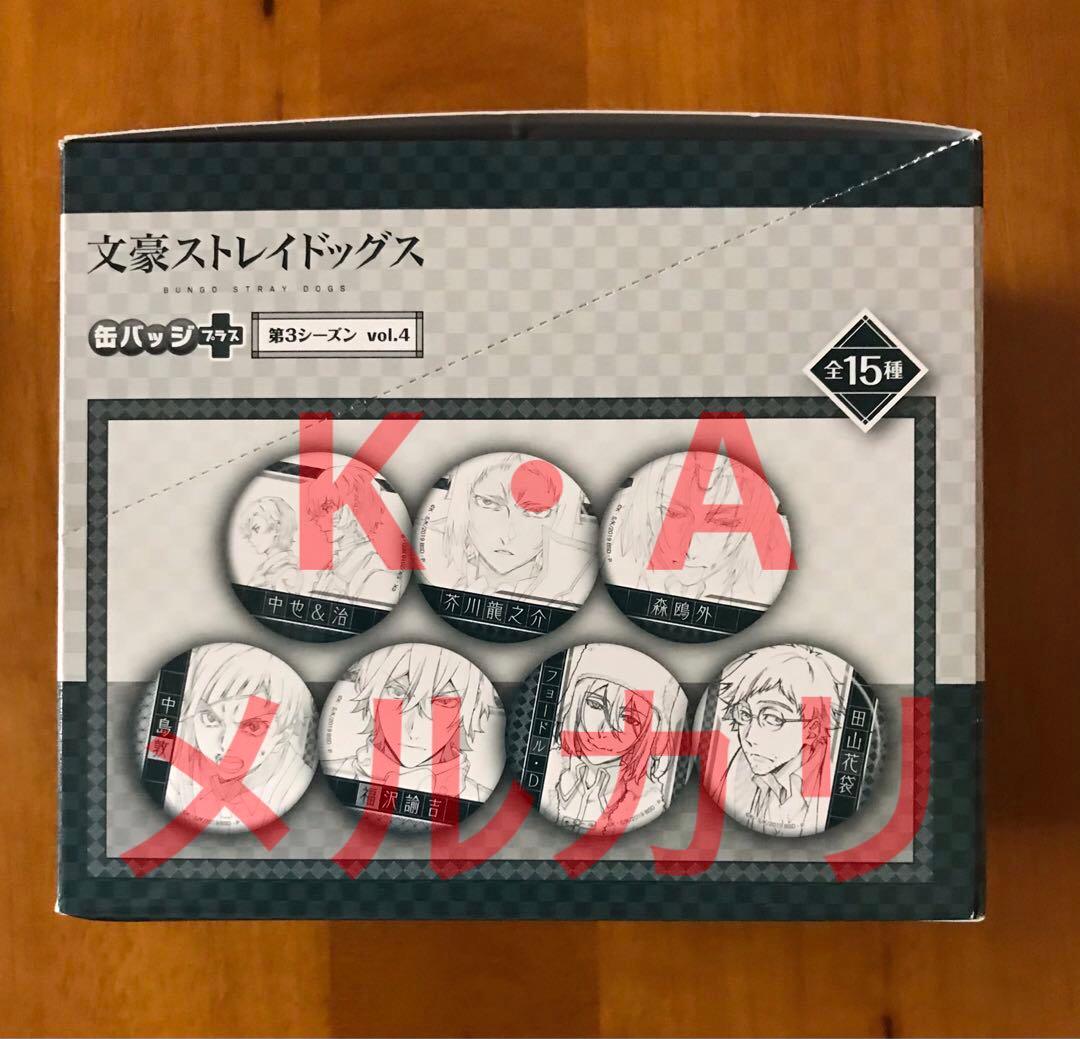 文豪ストレイドッグス
BUNGO STRAY DOGS
缶バッジプラス 第3シーズン vol.4
全15種
K・A
中也&治
芥川龍之介
森鴎外
メルカリ
中島敦
福沢諭吉
フョードル・D
田山花袋